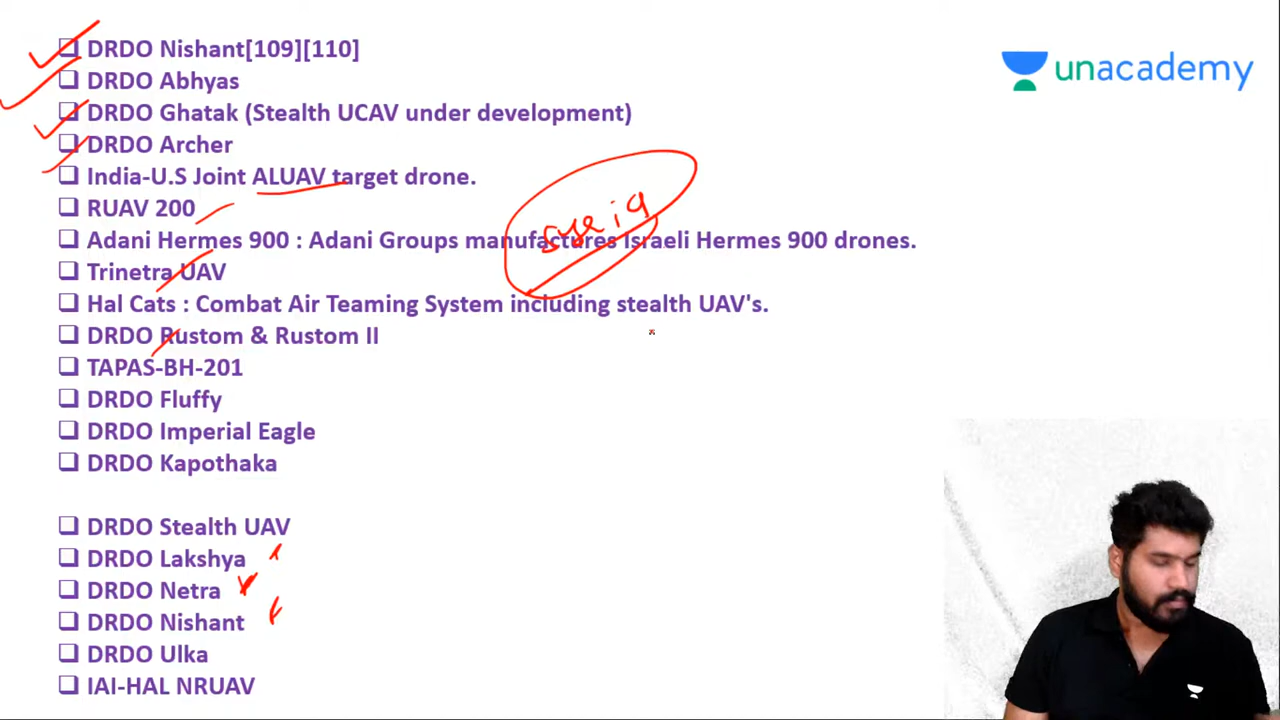 DRDO Nishant[109][110]
unacademy
DRDO Abhyas
DRDO Ghatak (Stealth UCAV under development)
DRDO Archer
India-U.S Joint ALUAV target drone.
RUAV 200
Adani Hermes 900 : Adani Groups manufactures Israeli Hermes 900 drones.
Trinetra UAV
Hal Cats : Combat Air Teaming System including stealth UAV's.
DRDO Rustom & Rustom II
TAPAS-BH-201
DRDO Fluffy
DRDO Imperial Eagle
DRDO Kapothaka
DRDO Stealth UAV
DRDO Lakshya
DRDO Netra
DRDO Nishant
DRDO Ulka
IAI-HAL NRUAV